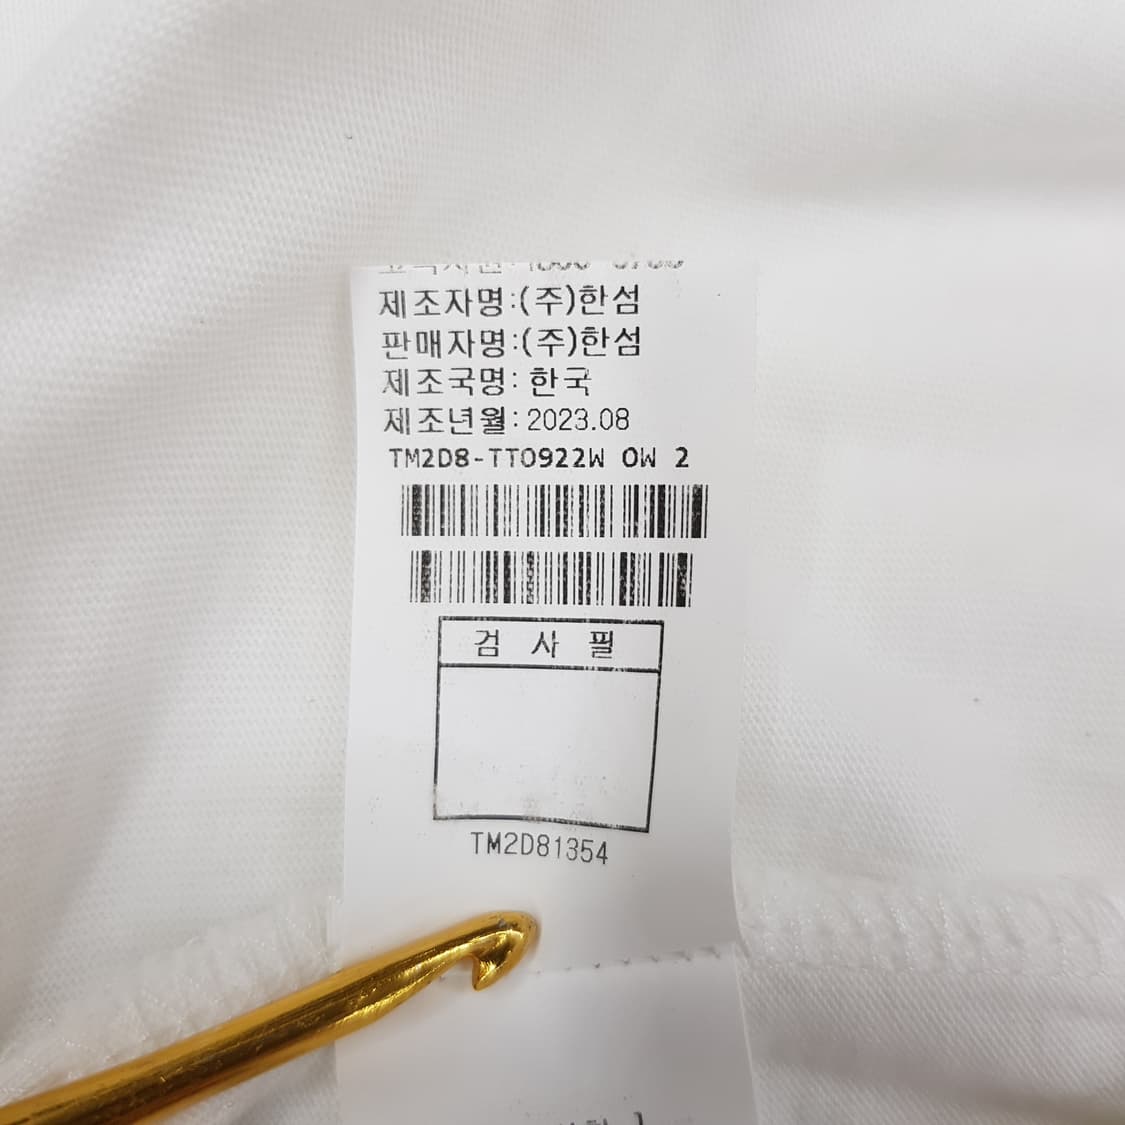 제조자명:(주)한섬
판매자명:(주)한섬
제조국명: 한국
제조년월:2023.08
TM2D8-TTO922W OW 2
검 사 필
TM2D81354